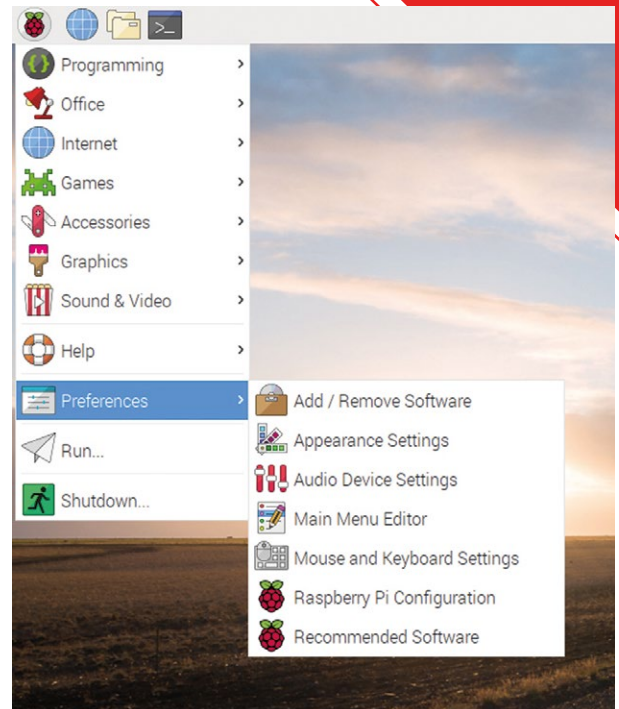 Programming
Office
Internet
Games
Accessories
Graphics
Sound & Video
Help
Preferences
Run...
Shutdown...
Add / Remove Software
Appearance Settings
Audio Device Settings
Main Menu Editor
Mouse and Keyboard Settings
Raspberry Pi Configuration
Recommended Software